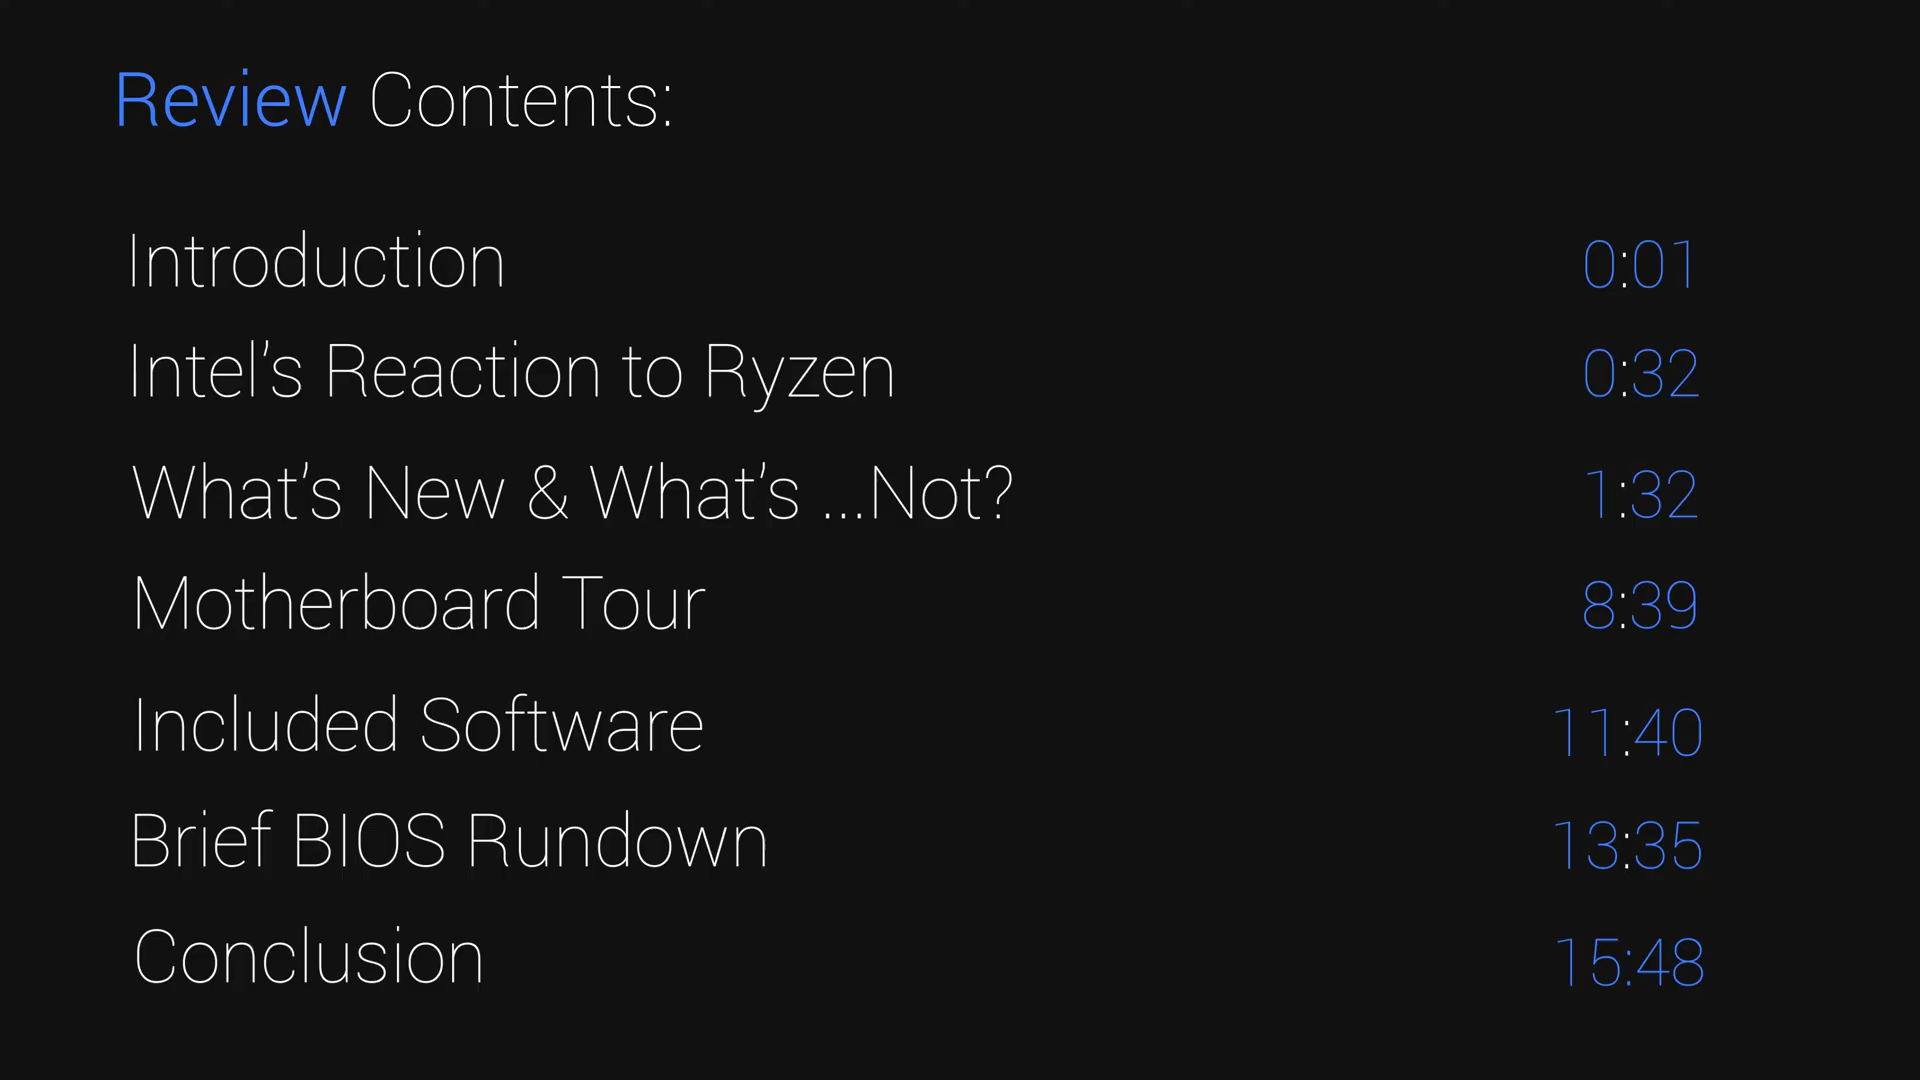 Review Contents:
Introduction 0:01
Intel's Reaction to Ryzen 0:32
What's New & What's ...Not? 1:32
Motherboard Tour 8:39
Included Software 11:40
Brief BIOS Rundown 13:35
Conclusion 15:48